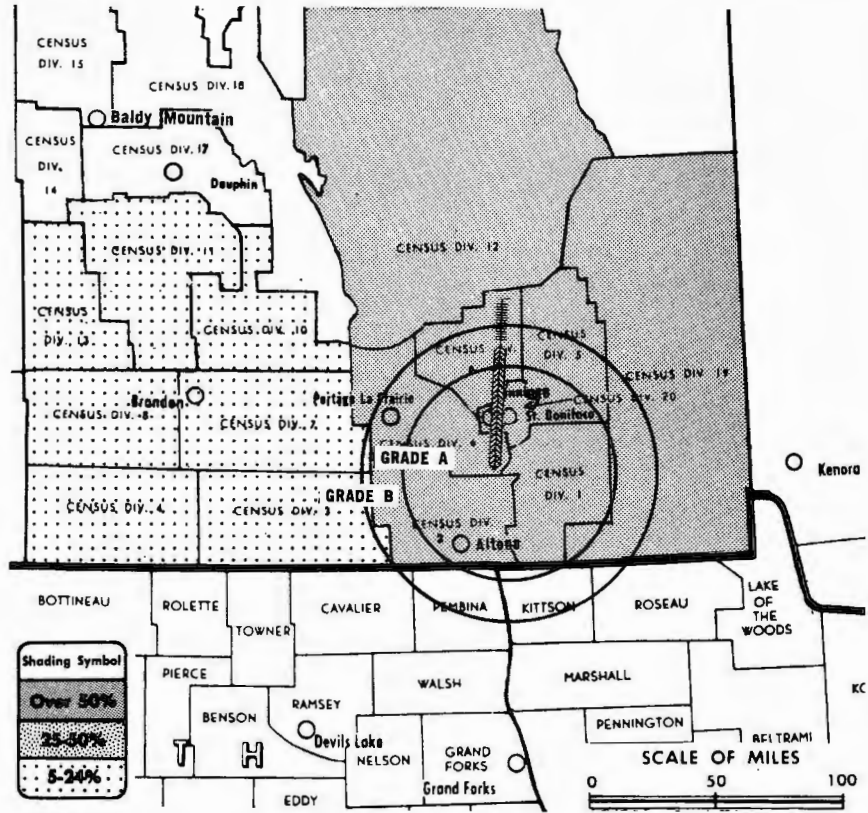 CENSUS
DIV. 15
CENSUS DIV. 18
Baldy Mountain
CENSUS
DIV.
14
CENSUS DIV. 17
Dauphin
CENSUS DIV. 11
CENSUS DIV. 12
CENSUS
DIV. 13
CENSUS DIV. 10
CENSUS
DIV. 5
CENSUS DIV. 19
CENSUS
Brandon
Portage La Prairie
St. Boniface
DIV. 20
CENSUS DIV. 8
CENSUS DIV. 7
GRADE A
Kenora
GRADE B
CENSUS
DIV. 1
CENSUS DIV. 4
CENSUS DIV. 3
CENSUS DIV.
2
Altona
BOTTINEAU
ROLETTE
CAVALIER
PEMBINA
KITTSON
ROSEAU
LAKE
OF THE
WOODS
TOWNER
Shading Symbol
PIERCE
Over 50%
WALSH
MARSHALL
KO
25-50%
BENSON
RAMSEY
PENNINGTON
BELTRAMI
T H
Devils Lake
NELSON
GRAND
FORKS
SCALE OF MILES
5-24%
Grand Forks
0 50 100
EDDY